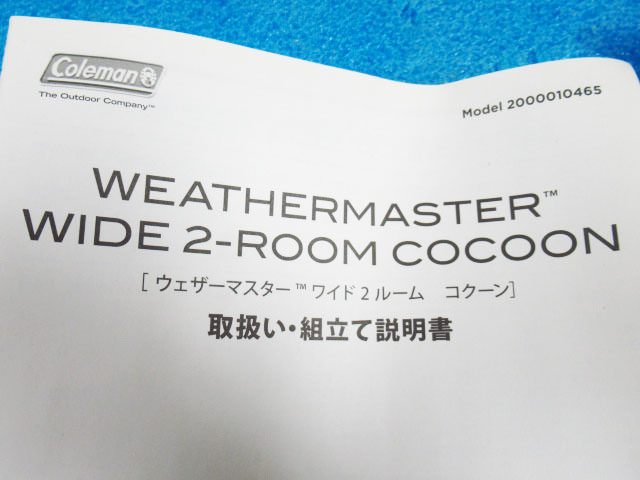 Coleman
The Outdoor Company™
Model 2000010465
WEATHERMASTER™
WIDE 2-ROOM COCOON
[ ウェザーマスター™ワイド2ルーム　コクーン]
取扱い・組立て説明書